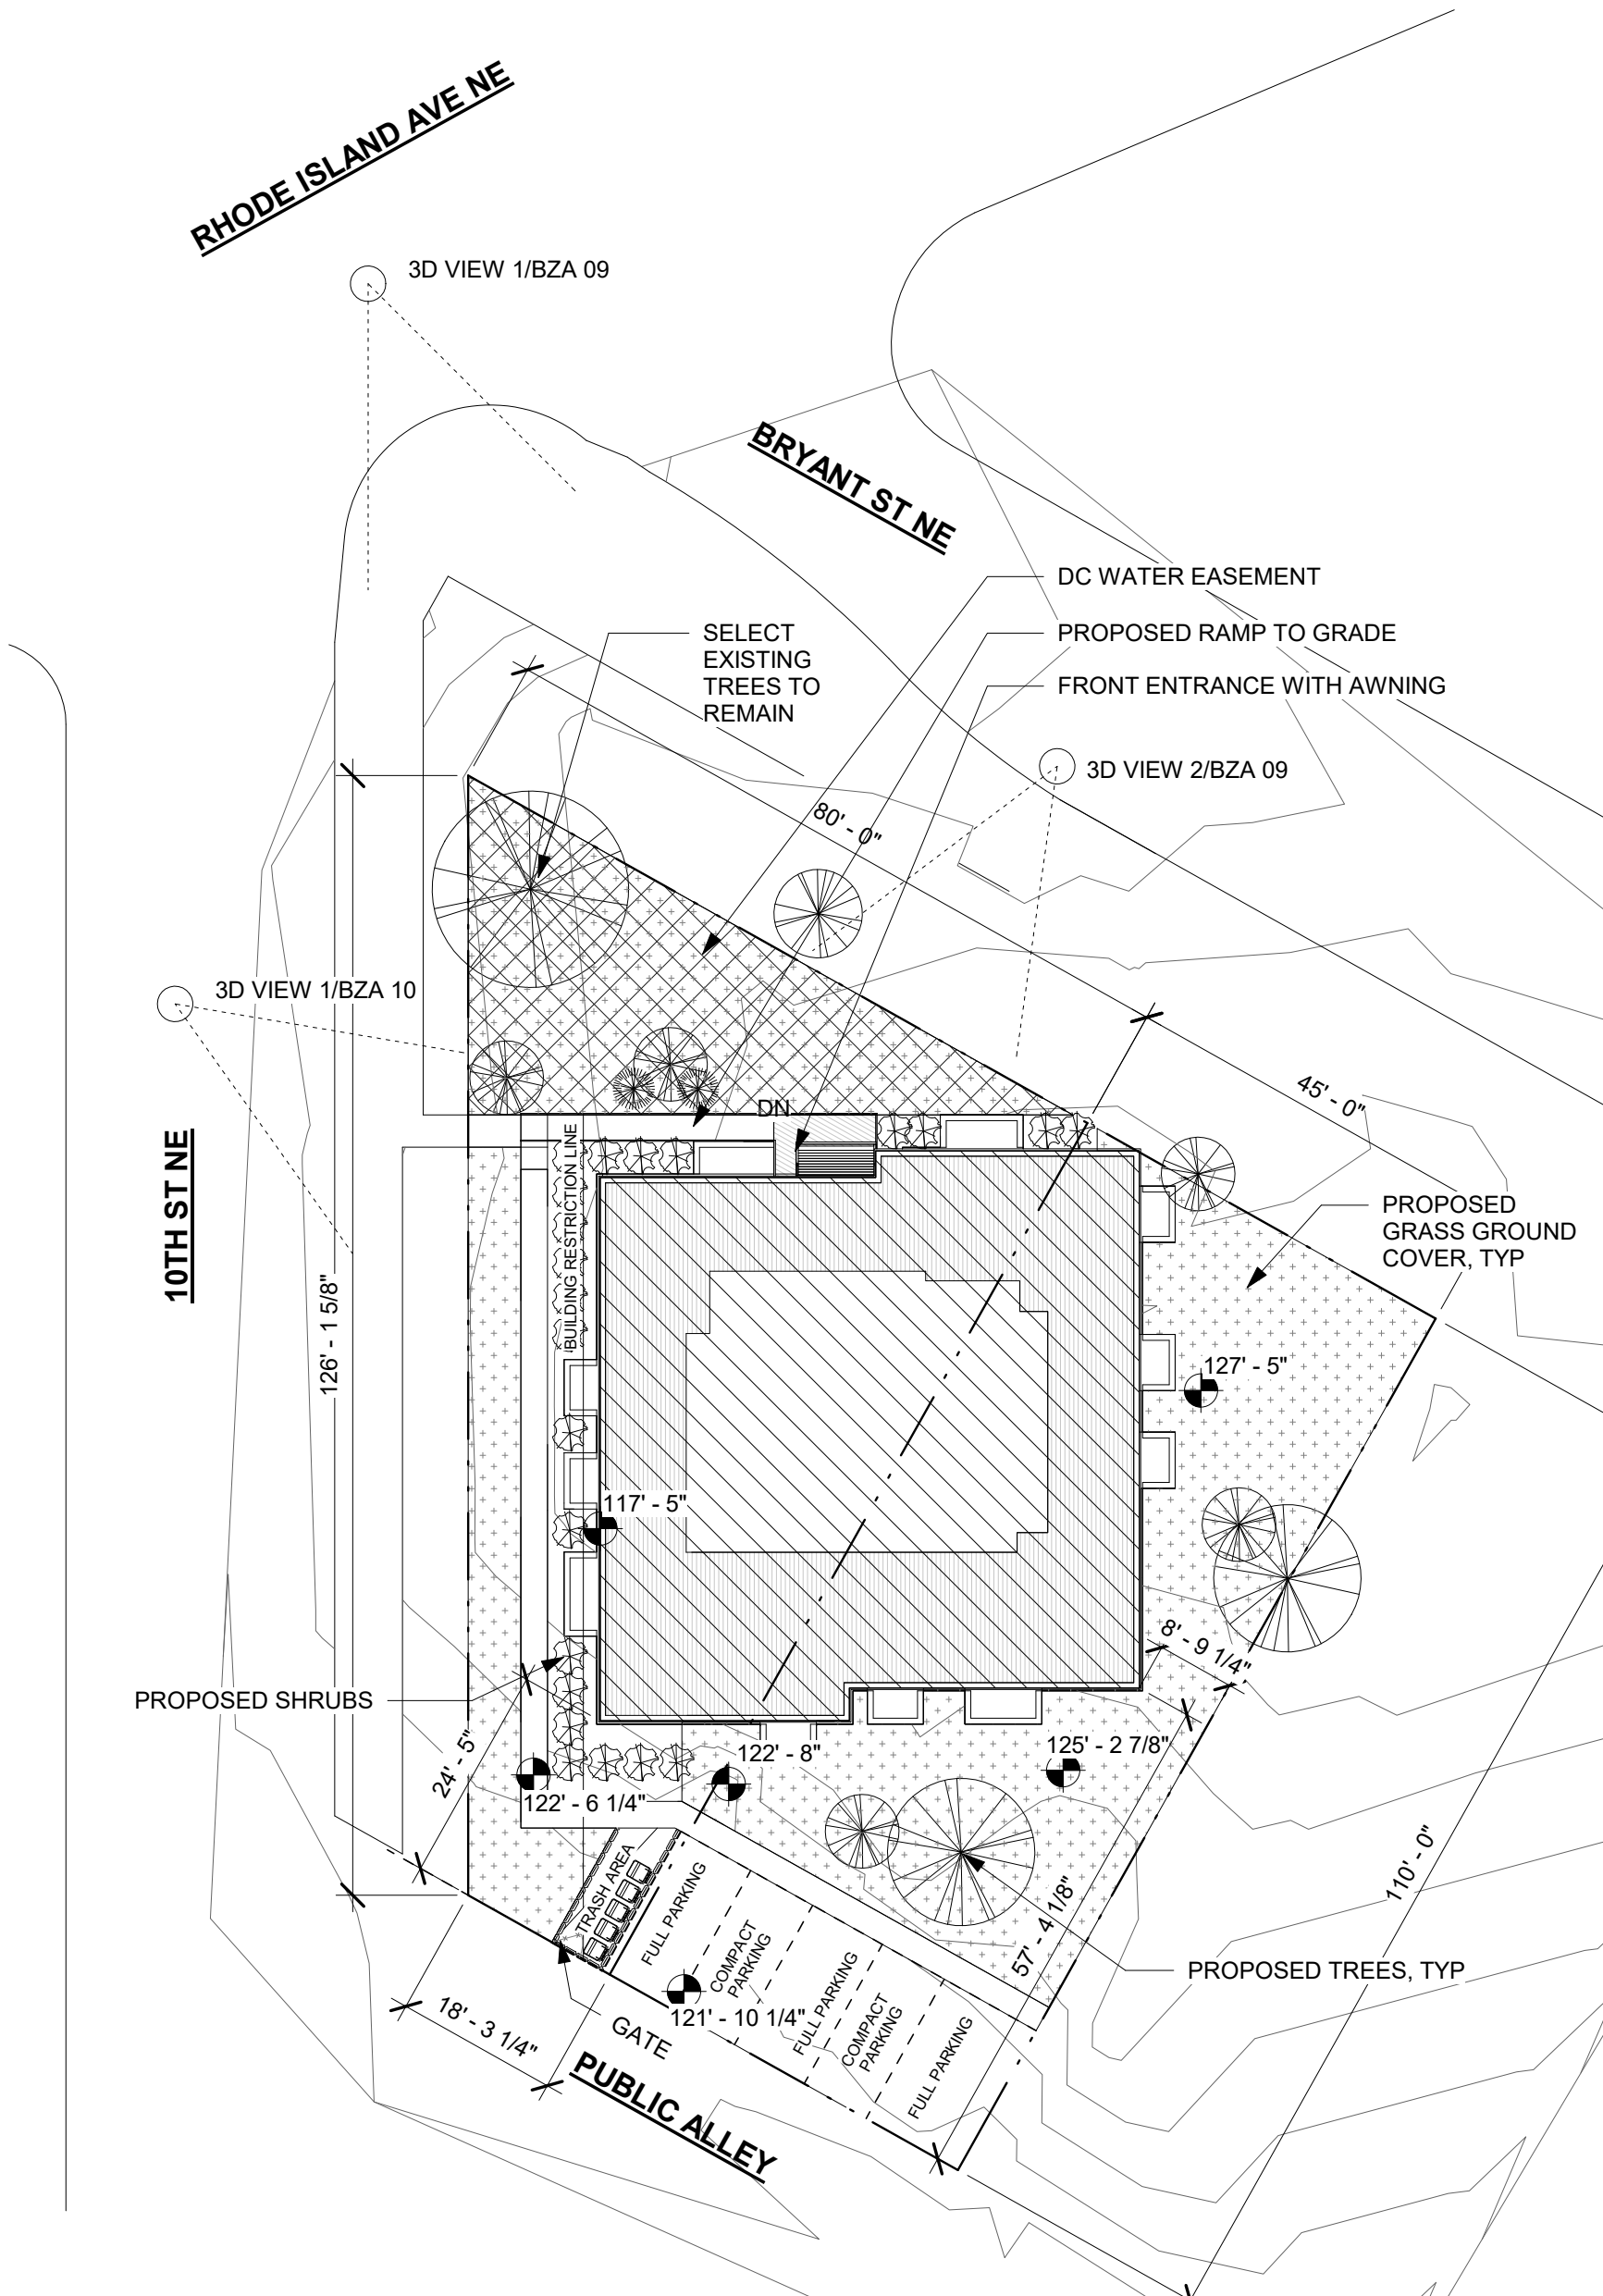 RHODE ISLAND AVE NE
3D VIEW 1/BZA 09
BRYANT ST NE
DC WATER EASEMENT
PROPOSED RAMP TO GRADE
FRONT ENTRANCE WITH AWNING
SELECT
EXISTING
TREES TO
REMAIN
3D VIEW 2/BZA 09
80' - 0"
3D VIEW 1/BZA 10
45' - 0"
DN
10TH ST NE
BUILDING RESTRICTION LINE
PROPOSED
GRASS GROUND
COVER, TYP
126' - 1 5/8"
127' - 5"
117' - 5"
8' - 9 1/4"
PROPOSED SHRUBS
24' - 5"
122' - 8"
125' - 2 7/8"
122' - 6 1/4"
TRASH AREA
FULL PARKING
COMPACT
PARKING
FULL PARKING
COMPACT
PARKING
FULL PARKING
57' - 4 1/8"
110' - 0"
PROPOSED TREES, TYP
121' - 10 1/4"
18' - 3 1/4"
GATE
PUBLIC ALLEY